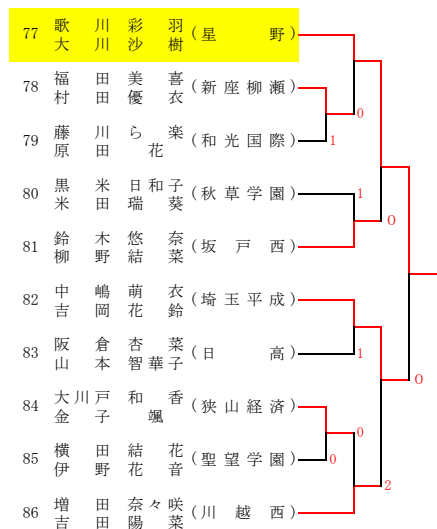 77 歌川彩羽 (星野)
大川沙樹
78 福田美喜 (新座柳瀬)
村田優衣
0
79 藤川らら楽 (和光国際)
原田花
1
80 黒米日和子 (秋草学園)
米田瑞葵
1
0
81 鈴木悠奈 (坂戸西)
柳野結菜
82 中嶋萌衣 (埼玉平成)
吉岡花鈴
83 阪倉杏菜 (日高)
山本智華子
1
0
84 大川戸和香 (狭山経済)
金子颯
0
85 横田結花 (聖望学園)
伊野花音
0
2
86 増田奈々咲 (川越西)
吉田陽菜